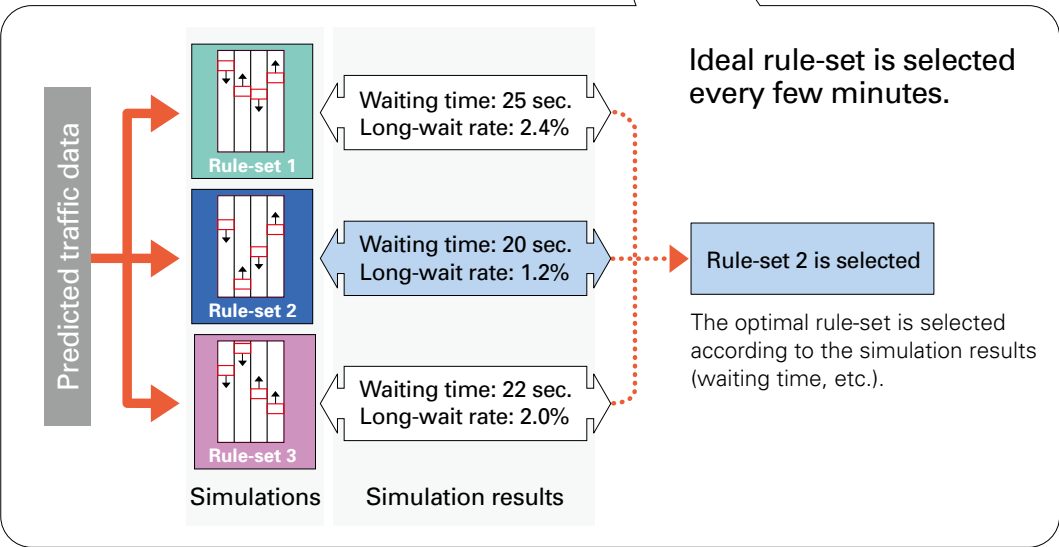 Ideal rule-set is selected
every few minutes.
Predicted traffic data
Rule-set 1
Waiting time: 25 sec.
Long-wait rate: 2.4%
Rule-set 2
Waiting time: 20 sec.
Long-wait rate: 1.2%
Rule-set 3
Waiting time: 22 sec.
Long-wait rate: 2.0%
Simulations
Simulation results
Rule-set 2 is selected
The optimal rule-set is selected
according to the simulation results
(waiting time, etc.).